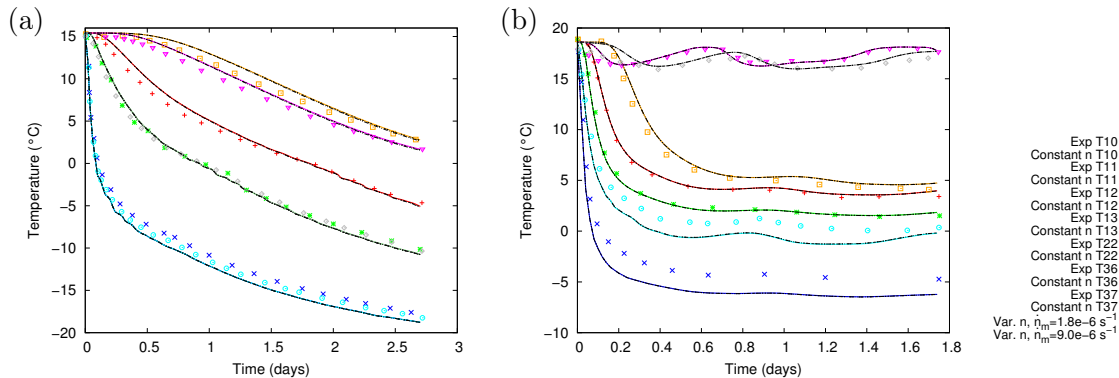 (a)
Temperature (°C)
15
10
5
0
−5
−10
−15
−20
0
0.5
1
1.5
2
2.5
3
Time (days)
(b)
Temperature (°C)
20
15
10
5
0
−5
−10
0
0.2
0.4
0.6
0.8
1
1.2
1.4
1.6
1.8
Time (days)
Exp T10
Constant n T10
Exp T11
Constant n T11
Exp T12
Constant n T12
Exp T13
Constant n T13
Exp T22
Constant n T22
Exp T36
Constant n T36
Exp T37
Constant n T37
Var. n, ṅm=1.8e−6 s−1
Var. n, ṅm=9.0e−6 s−1